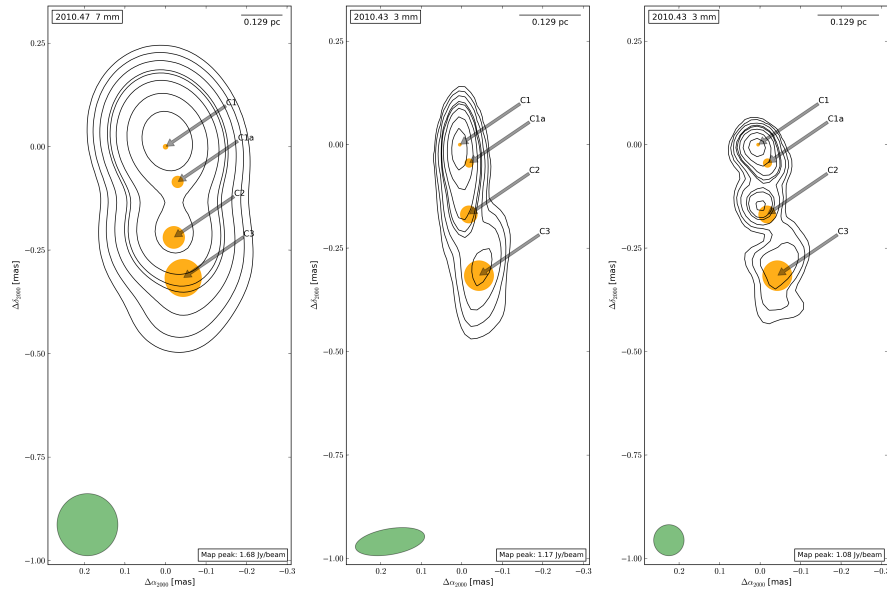 2010.47 7 mm
0.129 pc
C1
C1a
C2
C3
0.25
0.00
−0.25
−0.50
−0.75
−1.00
Δδ2000 [mas]
Map peak: 1.68 Jy/beam
0.2 0.1 0.0 −0.1 −0.2 −0.3
Δα2000 [mas]
2010.43 3 mm
0.129 pc
C1
C1a
C2
C3
0.25
0.00
−0.25
−0.50
−0.75
−1.00
Δδ2000 [mas]
Map peak: 1.17 Jy/beam
0.2 0.1 0.0 −0.1 −0.2 −0.3
Δα2000 [mas]
2010.43 3 mm
0.129 pc
C1
C1a
C2
C3
0.25
0.00
−0.25
−0.50
−0.75
−1.00
Δδ2000 [mas]
Map peak: 1.08 Jy/beam
0.2 0.1 0.0 −0.1 −0.2 −0.3
Δα2000 [mas]